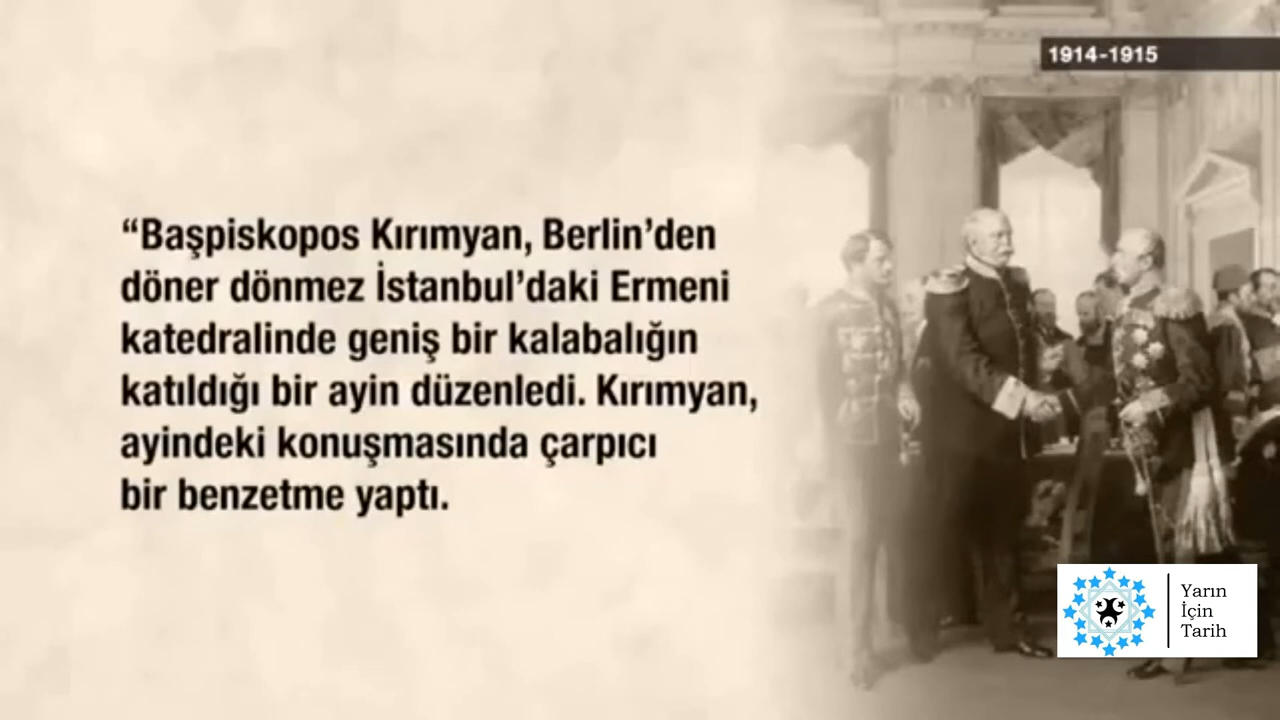 1914-1915
“Başpiskopos Kırımyan, Berlin’den
döner dönmez İstanbul’daki Ermeni
katedralinde geniş bir kalabalığın
katıldığı bir ayin düzenledi. Kırımyan,
ayindeki konuşmasında çarpıcı
bir benzetme yaptı.
Yarın
İçin
Tarih